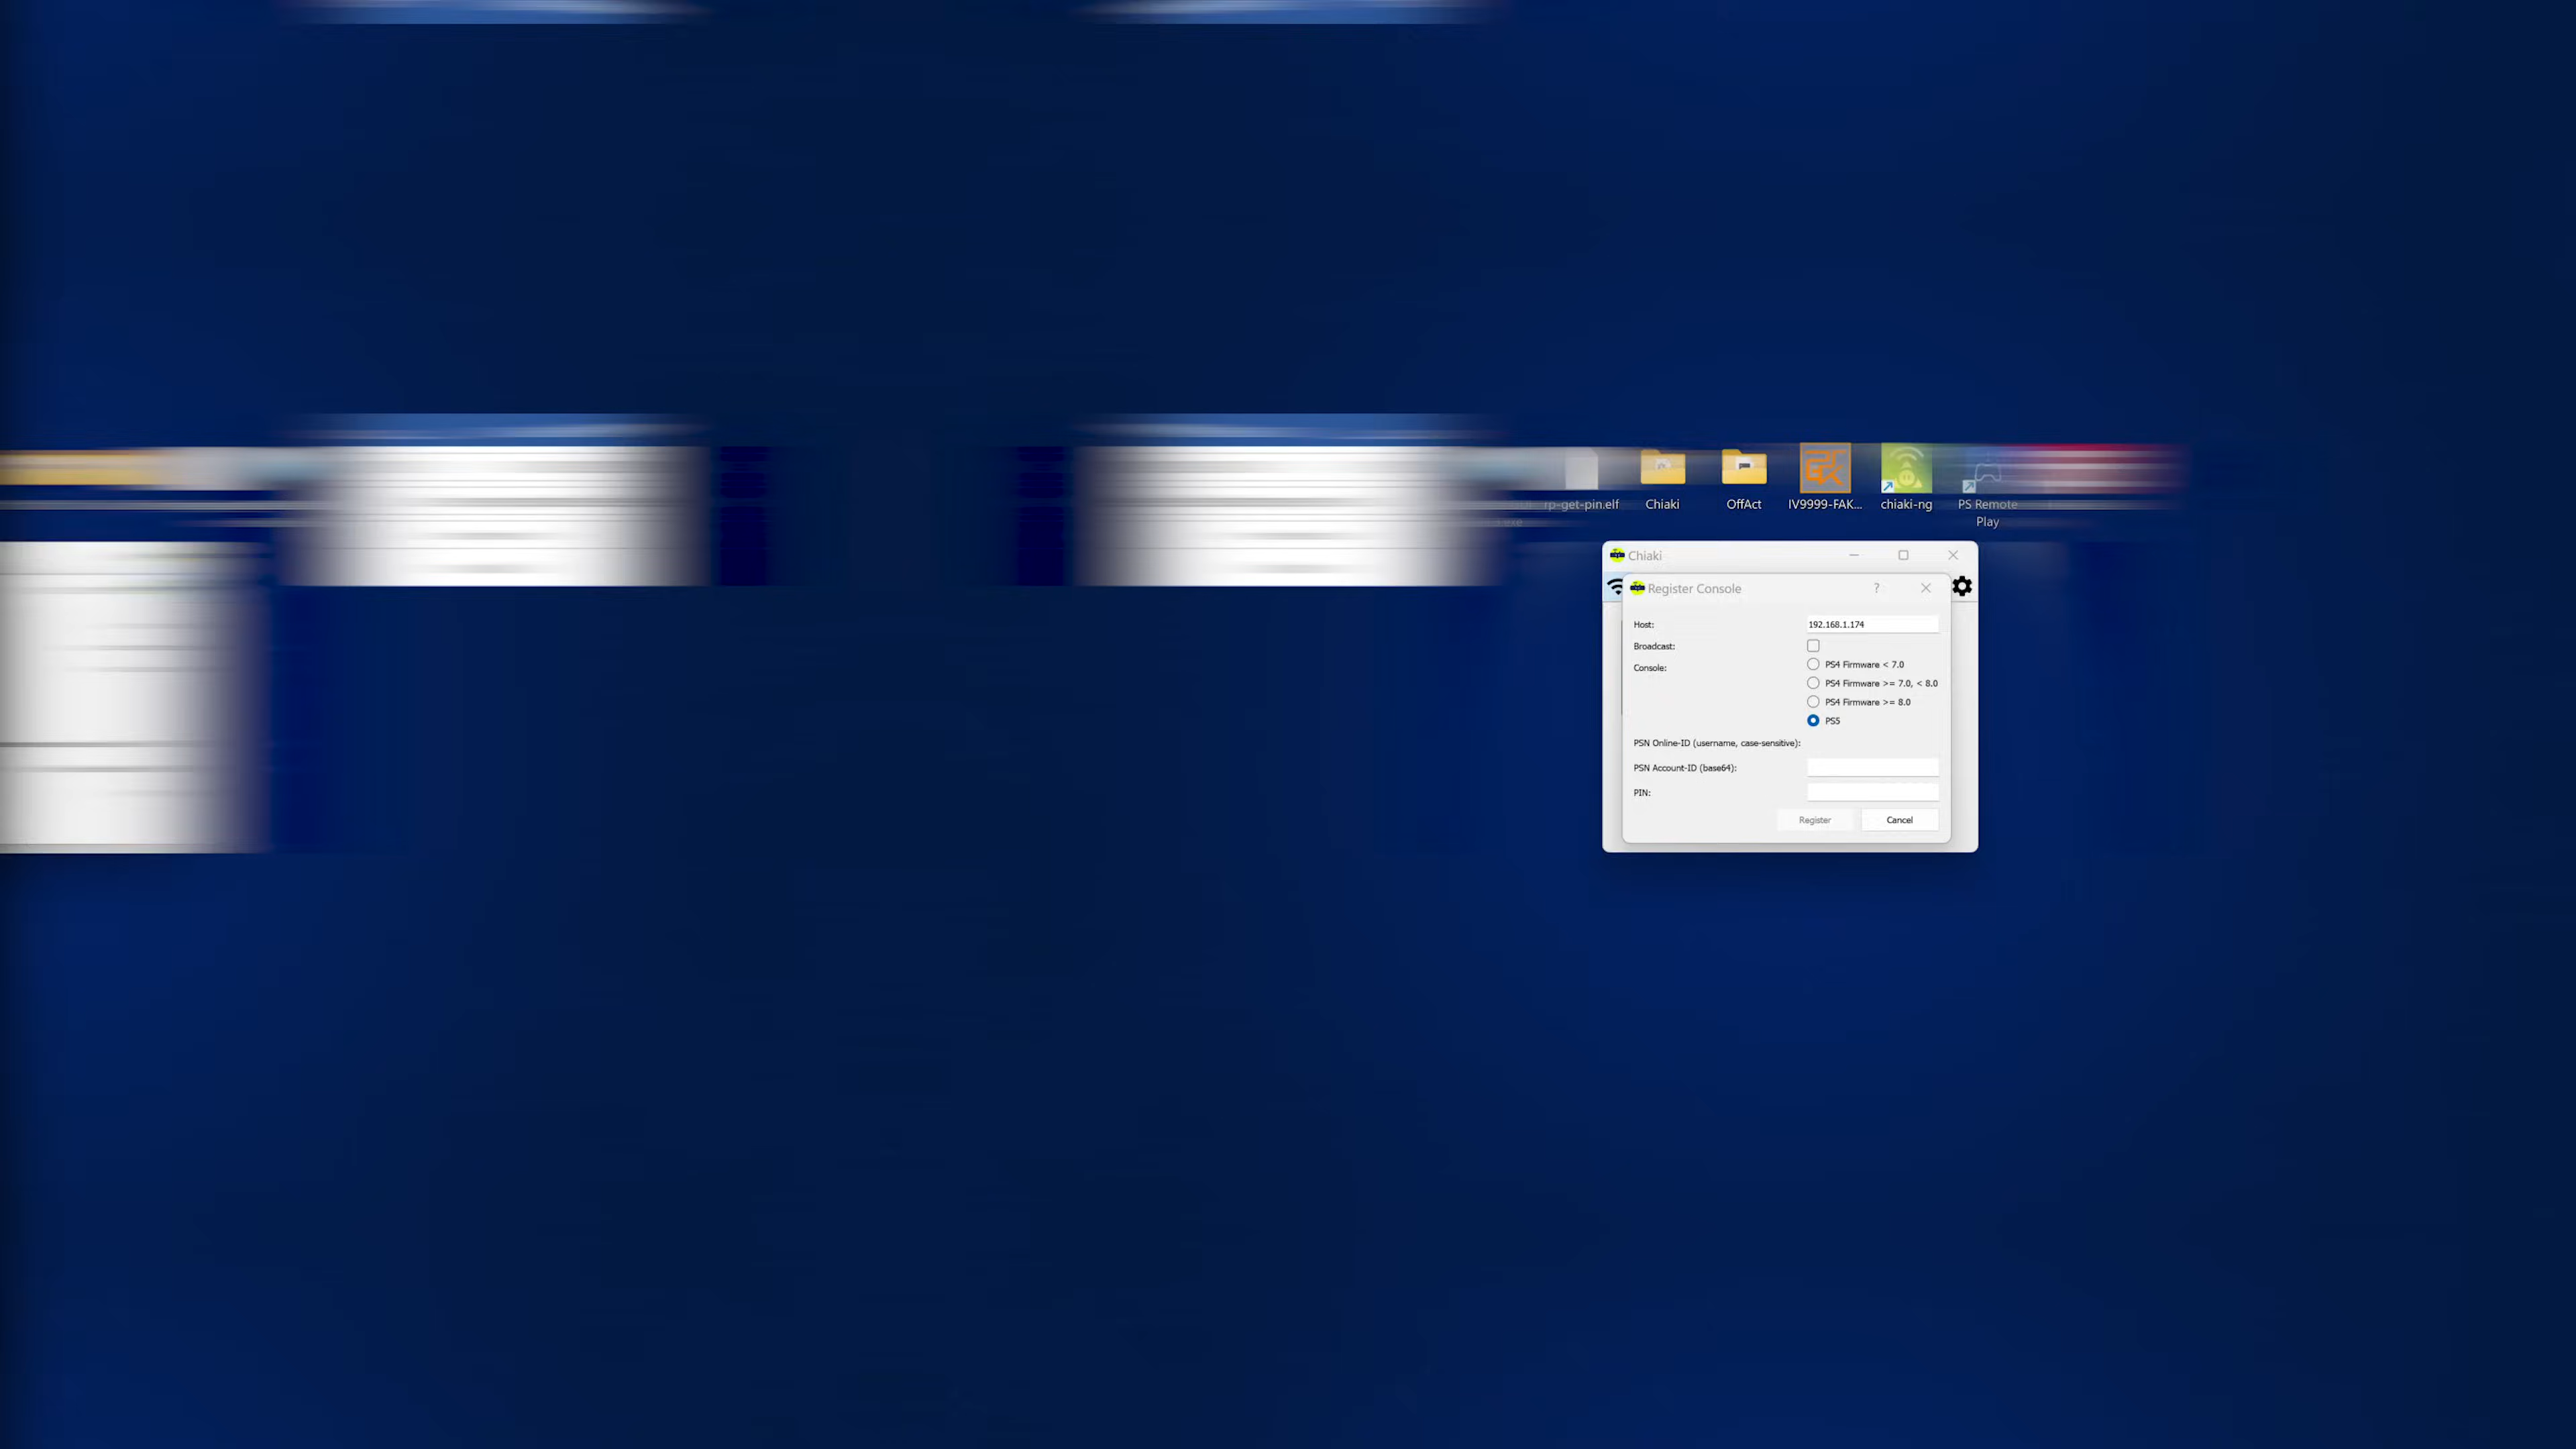 rp-get-pin.elf
Chiaki
OffAct
IV9999-FAK...
chiaki-ng
PS Remote
Play
Chiaki
Register Console
?
Host:
192.168.1.174
Broadcast:
Console:
PS4 Firmware < 7.0
PS4 Firmware >= 7.0, < 8.0
PS4 Firmware >= 8.0
PS5
PSN Online-ID (username, case-sensitive):
PSN Account-ID (base64):
PIN:
Register
Cancel